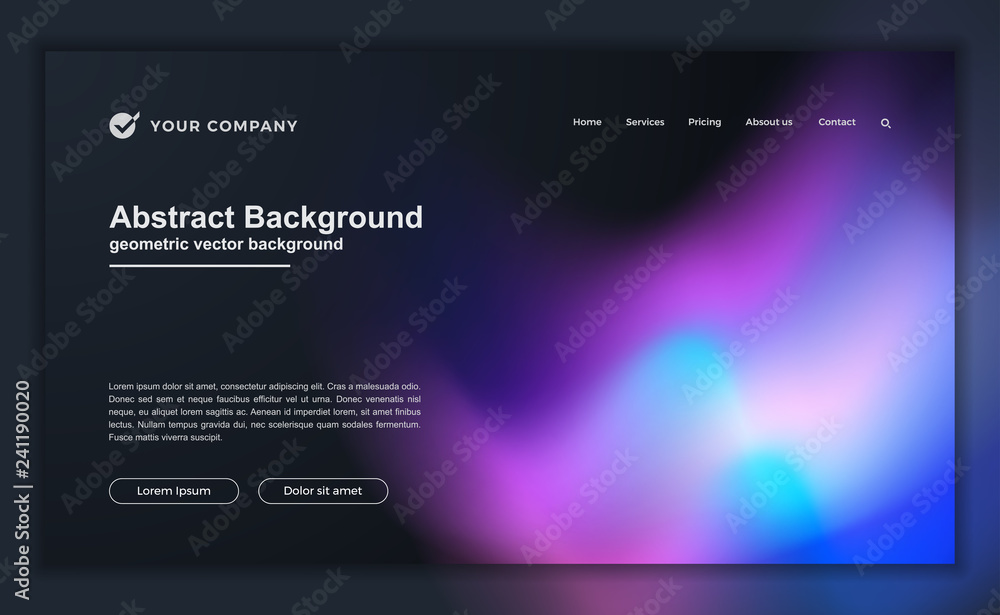 YOUR COMPANY
Home Services Pricing Absout us Contact
Abstract Background
geometric vector background
Lorem ipsum dolor sit amet, consectetur adipiscing elit. Cras a malesuada odio.
Donec sed sem et neque faucibus efficitur vel ut urna. Donec venenatis nisl
neque, eu aliquet lorem sagittis ac. Aenean id imperdiet lorem, sit amet finibus
lectus. Nullam tempus gravida dui, nec scelerisque quam sodales fermentum.
Fusce mattis viverra suscipit.
Lorem Ipsum Dolor sit amet
Adobe Stock | #241190020
Adobe Stock